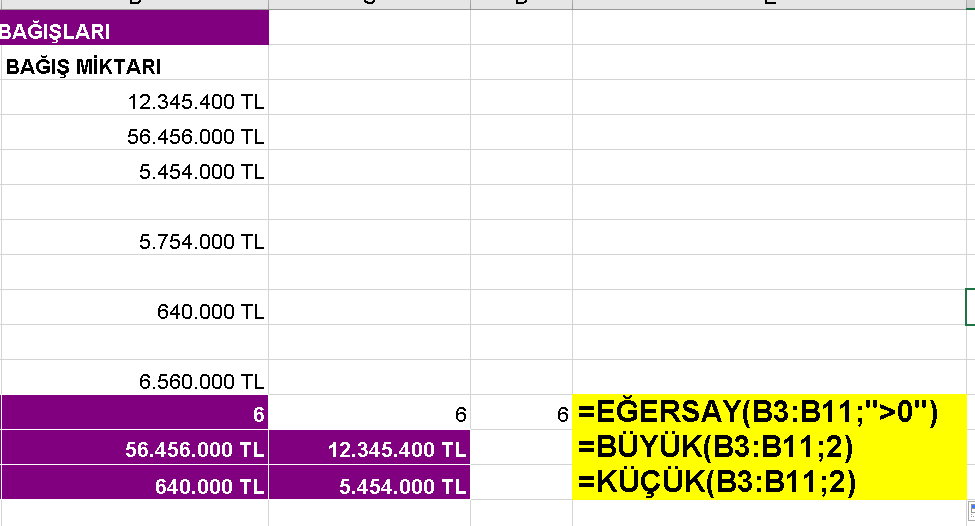 BAĞIŞLARI
BAĞIŞ MİKTARI
12.345.400 TL
56.456.000 TL
5.454.000 TL
5.754.000 TL
640.000 TL
6.560.000 TL
6 6 6 =EĞERSAY(B3:B11;">0")
56.456.000 TL 12.345.400 TL =BÜYÜK(B3:B11;2)
640.000 TL 5.454.000 TL =KÜÇÜK(B3:B11;2)